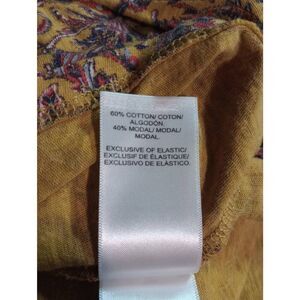 60% COTTON/ COTON/
ALGODÓN.
40% MODAL/ MODAL/
MODAL.
EXCLUSIVE OF ELASTIC/
EXCLUSIF DE ÉLASTIQUE/
EXCLUSIVO DE ELÁSTICO.